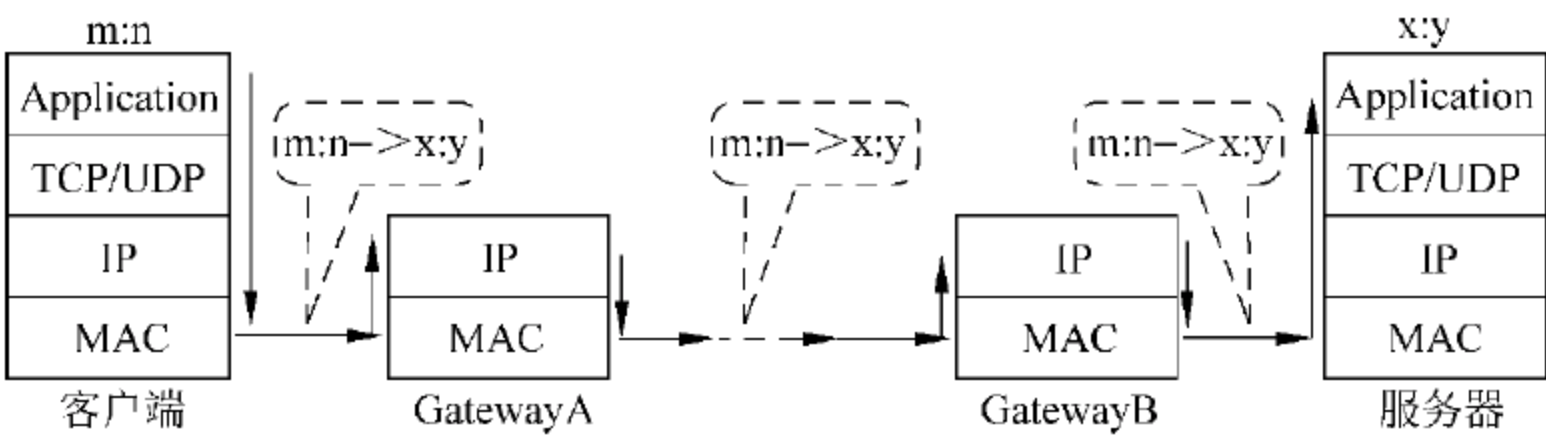 m:n
Application
TCP/UDP
IP
MAC
客户端
m:n->x:y
IP
MAC
GatewayA
m:n->x:y
m:n->x:y
IP
MAC
GatewayB
x:y
Application
TCP/UDP
IP
MAC
服务器